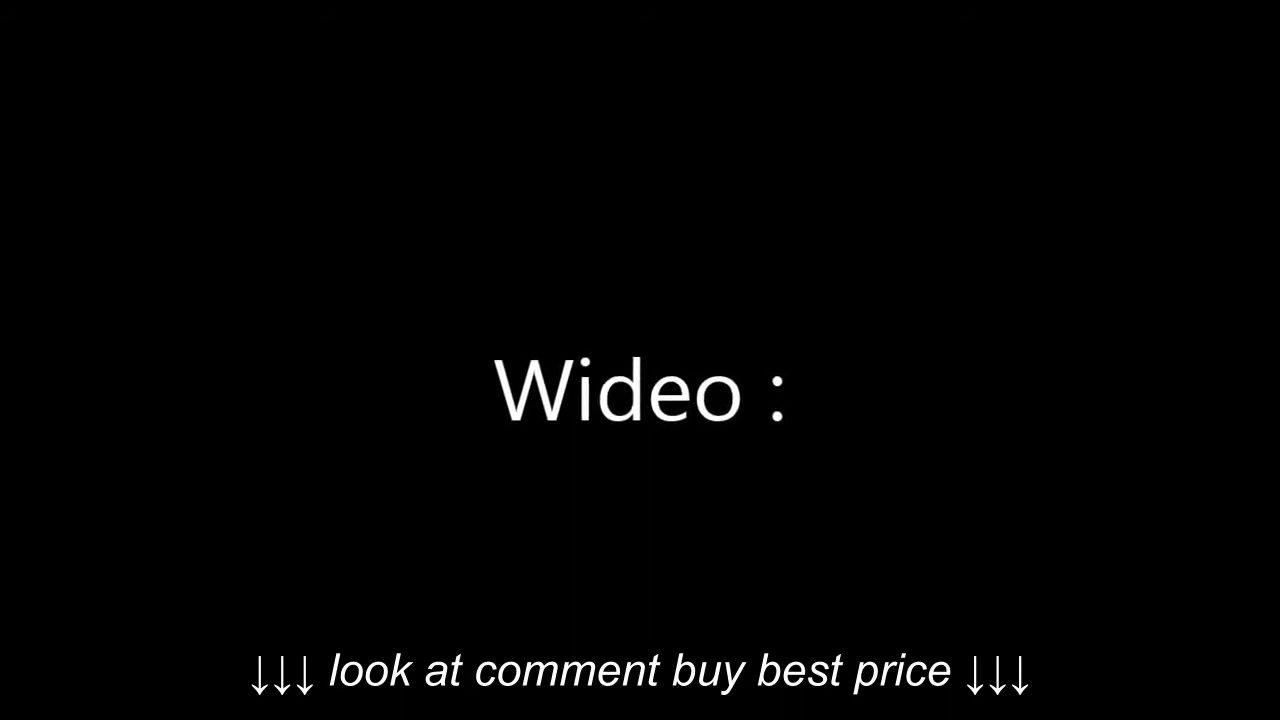 Wideo :
↓↓↓ look at comment buy best price ↓↓↓